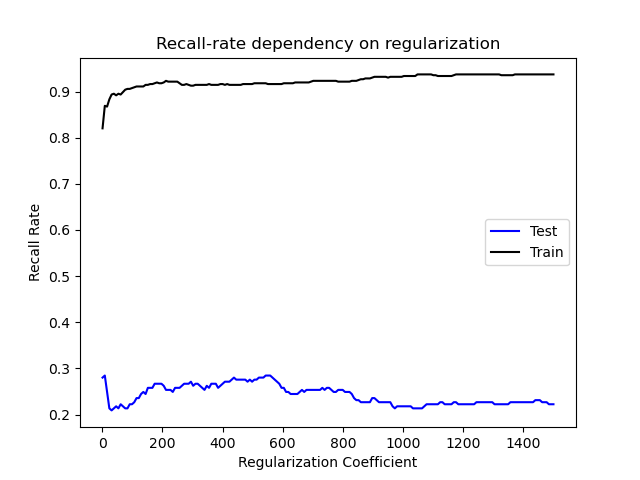 Recall-rate dependency on regularization
Recall Rate
0.9
0.8
0.7
0.6
0.5
0.4
0.3
0.2
Test
Train
0 200 400 600 800 1000 1200 1400
Regularization Coefficient